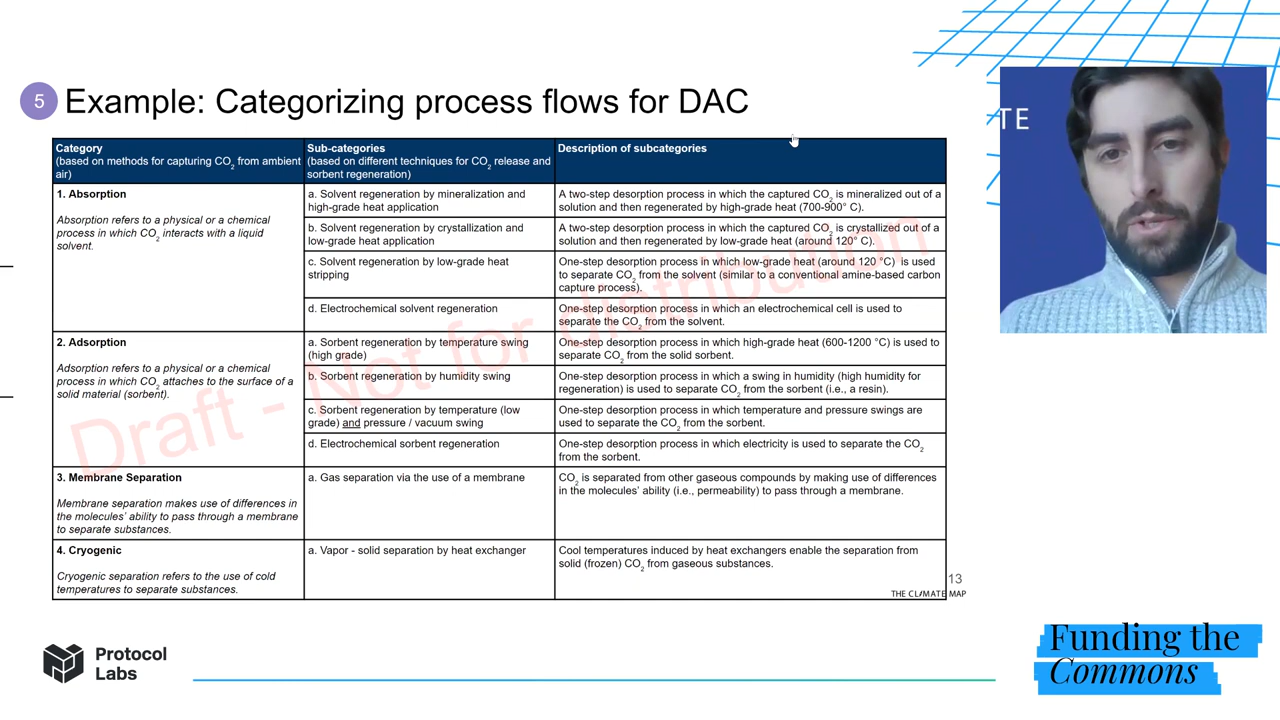 5 Example: Categorizing process flows for DAC
Category
(based on methods for capturing CO2 from ambient
air)
Sub-categories
(based on different techniques for CO2 release and
sorbent regeneration)
Description of subcategories
1. Absorption
Absorption refers to a physical or a chemical
process in which CO2 interacts with a liquid
solvent.
a. Solvent regeneration by mineralization and
high-grade heat application
A two-step desorption process in which the captured CO2 is mineralized out of a
solution and then regenerated by high-grade heat (700-900° C).
b. Solvent regeneration by crystallization and
low-grade heat application
A two-step desorption process in which the captured CO2 is crystallized out of a
solution and then regenerated by low-grade heat (around 120° C).
c. Solvent regeneration by low-grade heat
stripping
One-step desorption process in which low-grade heat (around 120 °C) is used
to separate CO2 from the solvent (similar to a conventional amine-based carbon
capture process).
d. Electrochemical solvent regeneration
One-step desorption process in which an electrochemical cell is used to
separate the CO2 from the solvent.
2. Adsorption
Adsorption refers to a physical or a chemical
process in which CO2 attaches to the surface of a
solid material (sorbent).
a. Sorbent regeneration by temperature swing
(high grade)
One-step desorption process in which high-grade heat (600-1200 °C) is used to
separate CO2 from the solid sorbent.
b. Sorbent regeneration by humidity swing
One-step desorption process in which a swing in humidity (high humidity for
regeneration) is used to separate CO2 from the sorbent (i.e., a resin).
c. Sorbent regeneration by temperature (low
grade) and pressure / vacuum swing
One-step desorption process in which temperature and pressure swings are
used to separate the CO2 from the sorbent.
d. Electrochemical sorbent regeneration
One-step desorption process in which electricity is used to separate the CO2
from the sorbent.
3. Membrane Separation
Membrane separation makes use of differences in
the molecules' ability to pass through a membrane
to separate substances.
a. Gas separation via the use of a membrane
CO2 is separated from other gaseous compounds by making use of differences
in the molecules' ability (i.e., permeability) to pass through a membrane.
4. Cryogenic
Cryogenic separation refers to the use of cold
temperatures to separate substances.
a. Vapor - solid separation by heat exchanger
Cool temperatures induced by heat exchangers enable the separation from
solid (frozen) CO2 from gaseous substances.
Draft - Not for distribution
13
THE CLIMATE MAP
TE
Protocol
Labs
Funding the
Commons